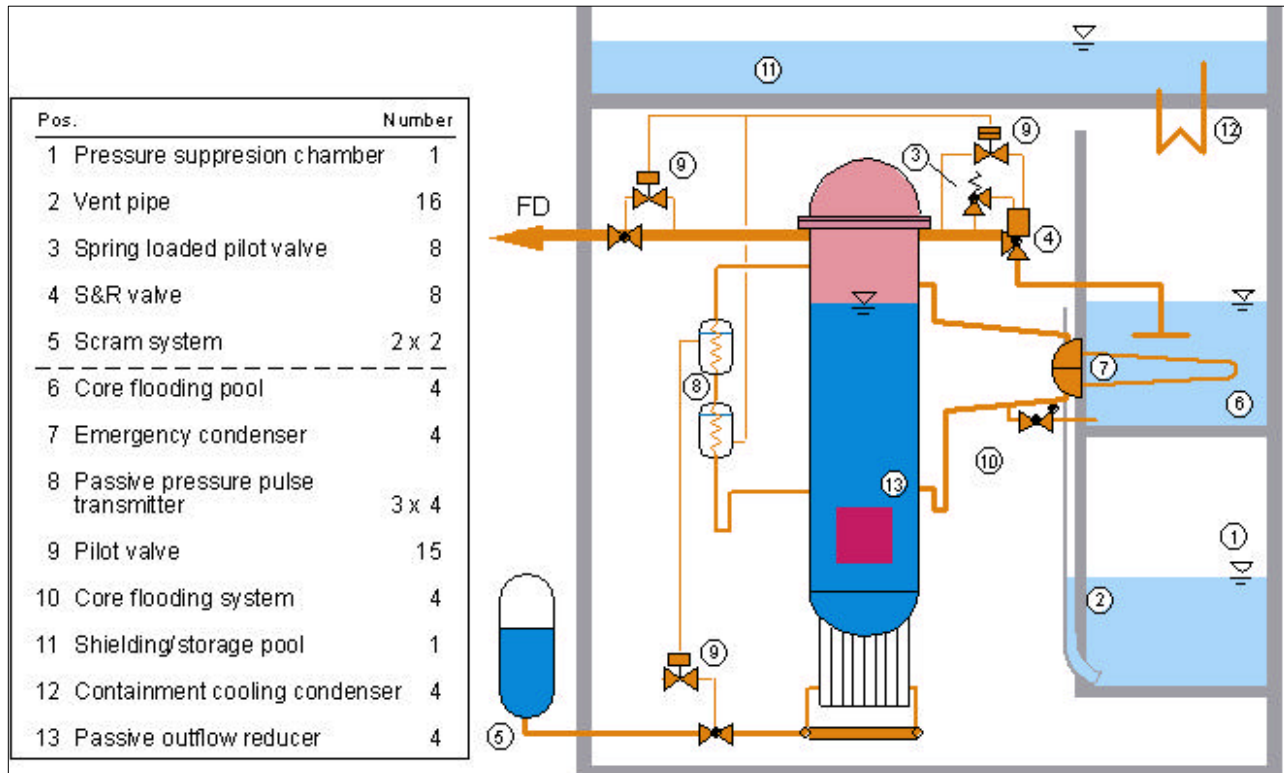 Pos. Number
1 Pressure suppresion chamber 1
2 Vent pipe 16
3 Spring loaded pilot valve 8
4 S&R valve 8
5 Scram system 2 x 2
6 Core flooding pool 4
7 Emergency condenser 4
8 Passive pressure pulse
transmitter 3 x 4
9 Pilot valve 15
10 Core flooding system 4
11 Shielding/storage pool 1
12 Containment cooling condenser 4
13 Passive outflow reducer 4
11
12
9
3
9
FD
4
7
8
6
10
13
1
2
9
5